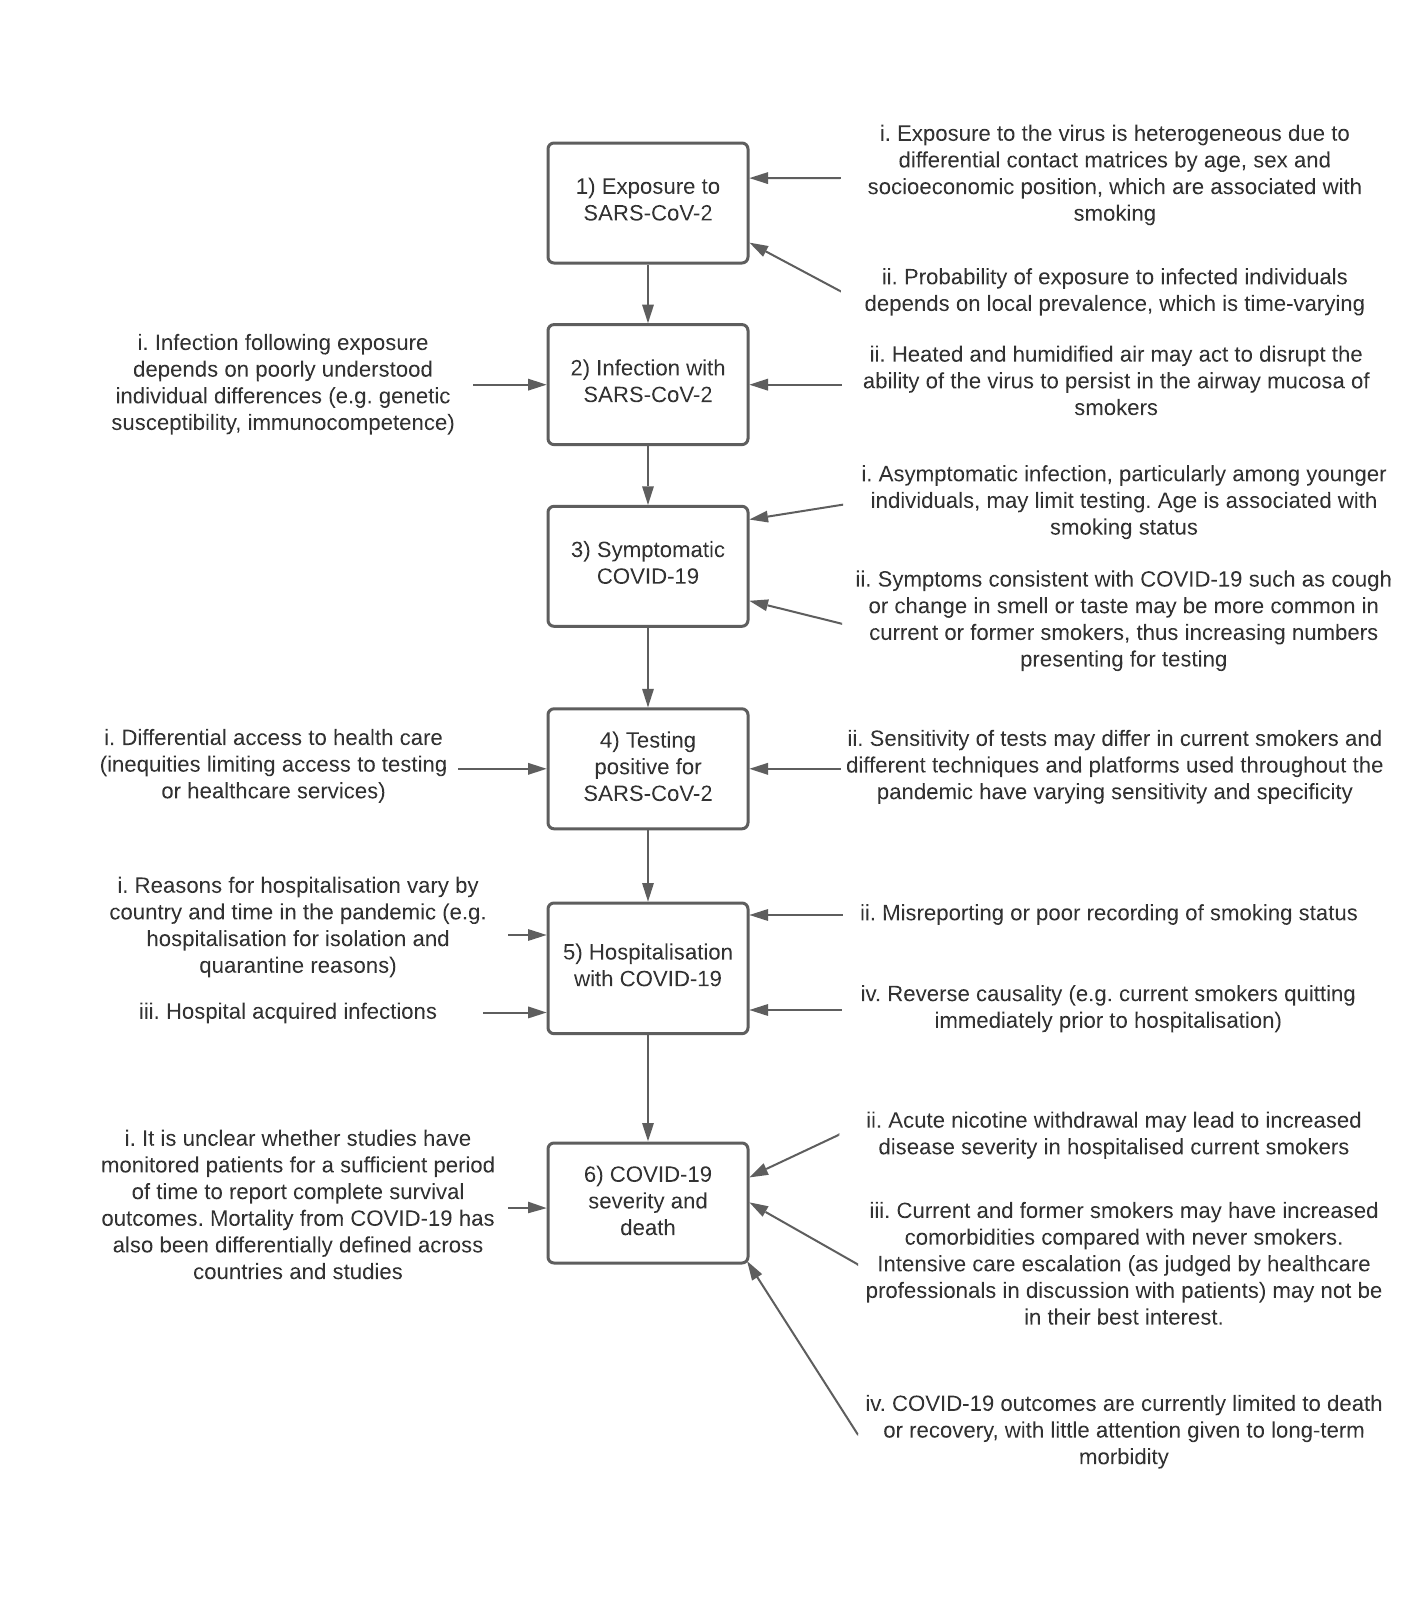 1) Exposure to
SARS-CoV-2
i. Exposure to the virus is heterogeneous due to
differential contact matrices by age, sex and
socioeconomic position, which are associated with
smoking
ii. Probability of exposure to infected individuals
depends on local prevalence, which is time-varying
i. Infection following exposure
depends on poorly understood
individual differences (e.g. genetic
susceptibility, immunocompetence)
2) Infection with
SARS-CoV-2
ii. Heated and humidified air may act to disrupt the
ability of the virus to persist in the airway mucosa of
smokers
3) Symptomatic
COVID-19
i. Asymptomatic infection, particularly among younger
individuals, may limit testing. Age is associated with
smoking status
ii. Symptoms consistent with COVID-19 such as cough
or change in smell or taste may be more common in
current or former smokers, thus increasing numbers
presenting for testing
i. Differential access to health care
(inequities limiting access to testing
or healthcare services)
4) Testing
positive for
SARS-CoV-2
ii. Sensitivity of tests may differ in current smokers and
different techniques and platforms used throughout the
pandemic have varying sensitivity and specificity
i. Reasons for hospitalisation vary by
country and time in the pandemic (e.g.
hospitalisation for isolation and
quarantine reasons)
iii. Hospital acquired infections
5) Hospitalisation
with COVID-19
ii. Misreporting or poor recording of smoking status
iv. Reverse causality (e.g. current smokers quitting
immediately prior to hospitalisation)
i. It is unclear whether studies have
monitored patients for a sufficient period
of time to report complete survival
outcomes. Mortality from COVID-19 has
also been differentially defined across
countries and studies
6) COVID-19
severity and
death
ii. Acute nicotine withdrawal may lead to increased
disease severity in hospitalised current smokers
iii. Current and former smokers may have increased
comorbidities compared with never smokers.
Intensive care escalation (as judged by healthcare
professionals in discussion with patients) may not be
in their best interest.
iv. COVID-19 outcomes are currently limited to death
or recovery, with little attention given to long-term
morbidity